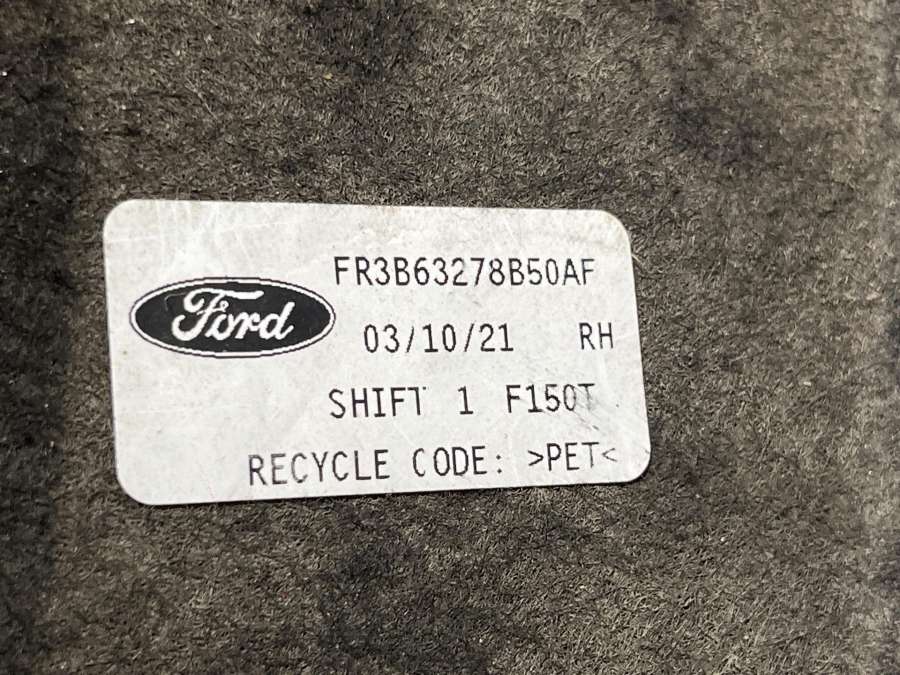 FR3B63278B50AF
Ford
03/10/21 RH
SHIFT 1 F150T
RECYCLE CODE: >PET<